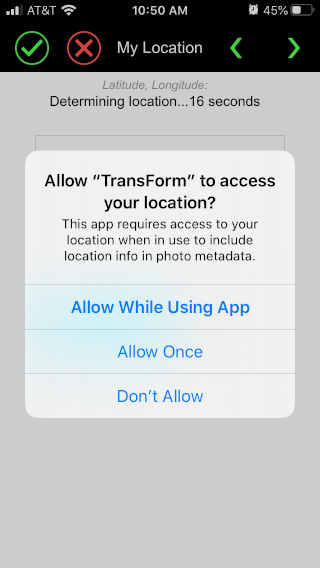 AT&T 10:50 AM 45%
My Location
Latitude, Longitude:
Determining location...16 seconds
Allow “TransForm” to access
your location?
This app requires access to your
location when in use to include
location info in photo metadata.
Allow While Using App
Allow Once
Don’t Allow